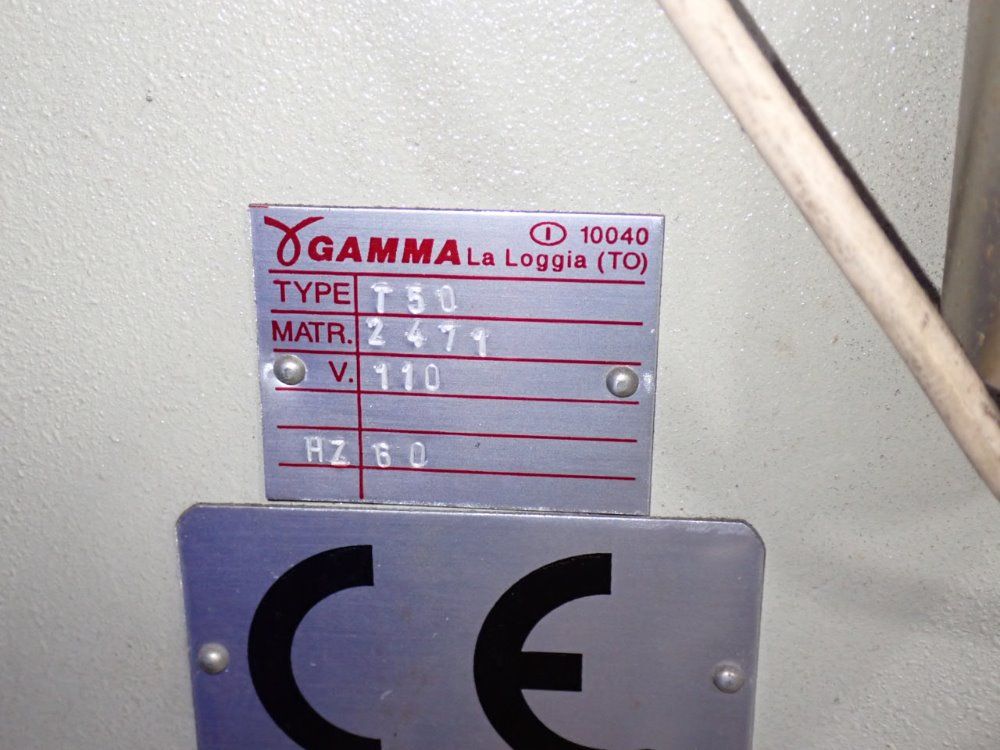 GAMMA I 10040
La Loggia (TO)
TYPE T50
MATR. 2471
V. 110
HZ 60
CE